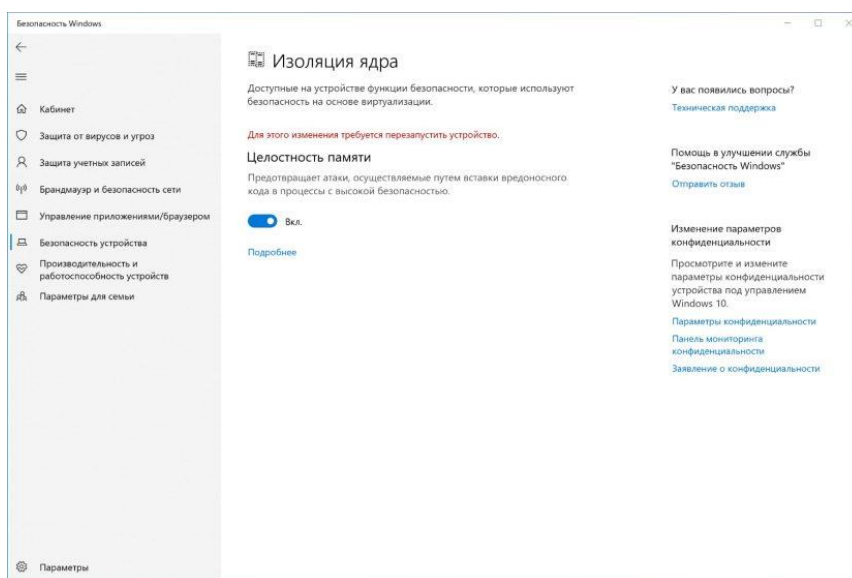 Безопасность Windows
Кабинет
Защита от вирусов и угроз
Защита учетных записей
Брандмауэр и безопасность сети
Управление приложениями/браузером
Безопасность устройства
Производительность и
работоспособность устройств
Параметры для семьи
Параметры
Изоляция ядра
Доступные на устройстве функции безопасности, которые используют
безопасность на основе виртуализации.
Для этого изменения требуется перезапустить устройство.
Целостность памяти
Предотвращает атаки, осуществляемые путем вставки вредоносного
кода в процессы с высокой безопасностью.
Вкл.
Подробнее
У вас появились вопросы?
Техническая поддержка
Помощь в улучшении службы
"Безопасность Windows"
Отправить отзыв
Изменение параметров
конфиденциальности
Просмотрите и измените
параметры конфиденциальности
устройства под управлением
Windows 10.
Параметры конфиденциальности
Панель мониторинга
конфиденциальности
Заявление о конфиденциальности